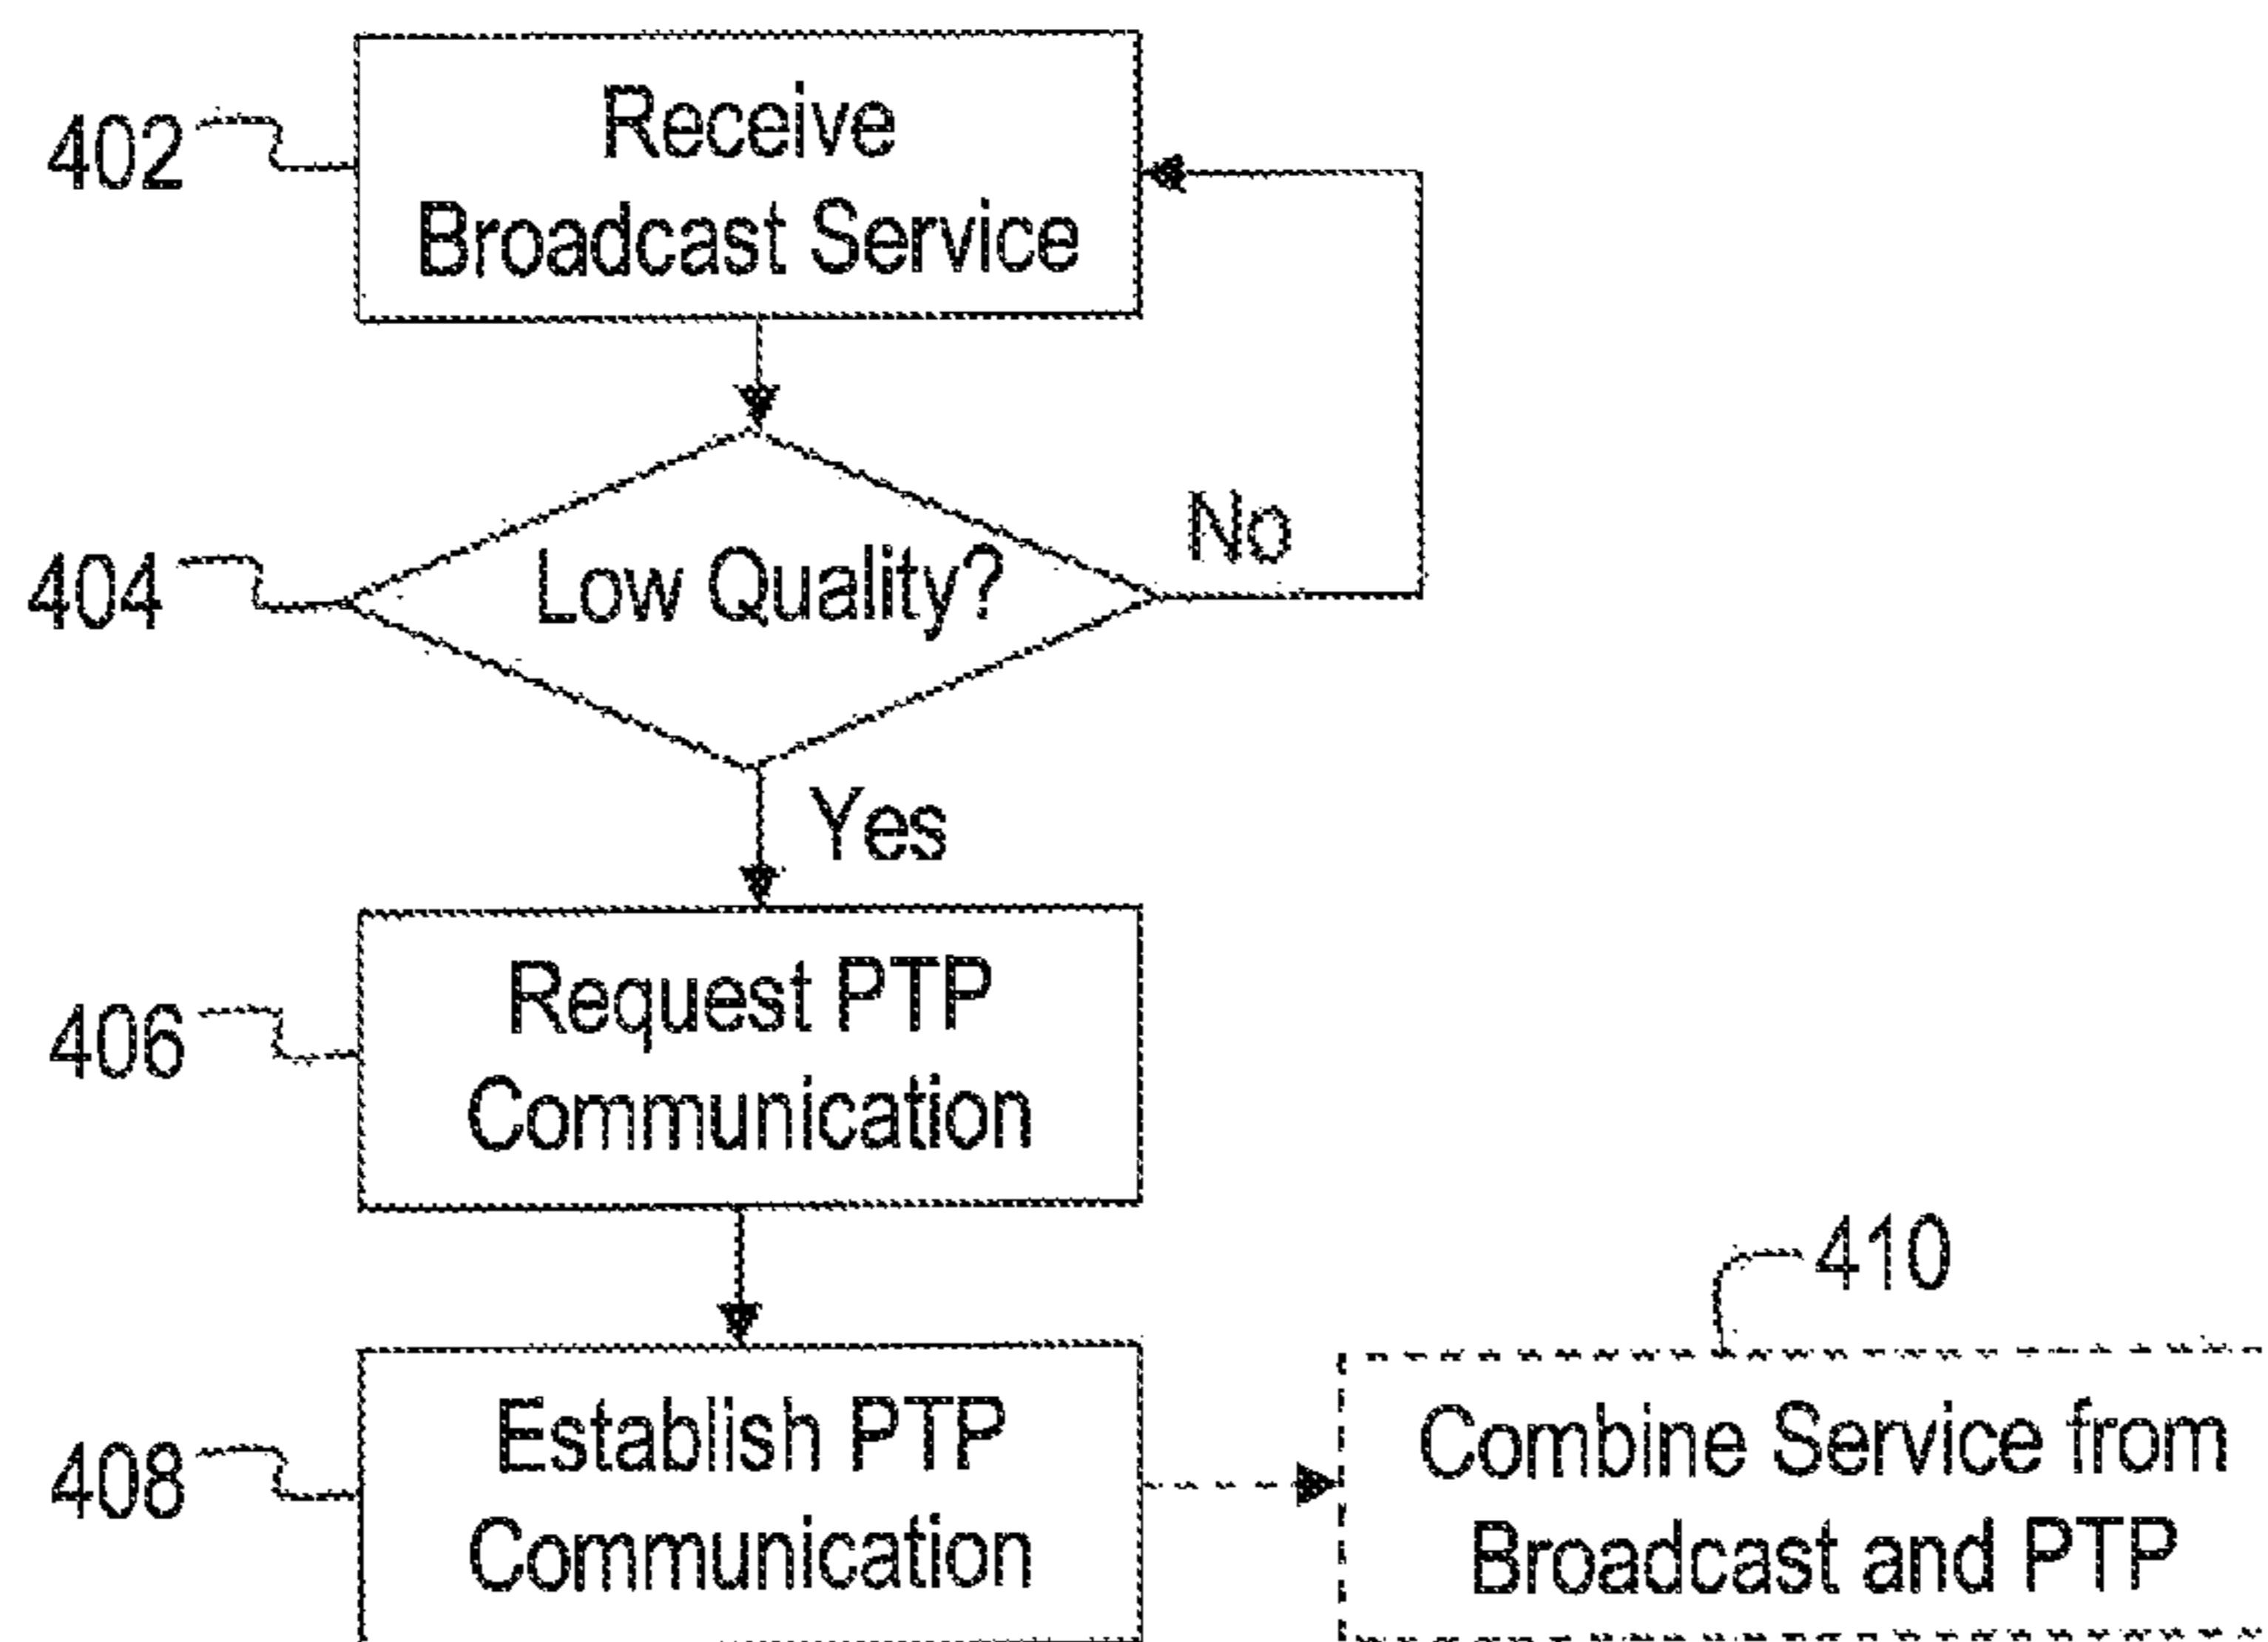 402
Receive
Broadcast Service
404
Low Quality?
No
Yes
406
Request PTP
Communication
408
Establish PTP
Communication
410
Combine Service from
Broadcast and PTP